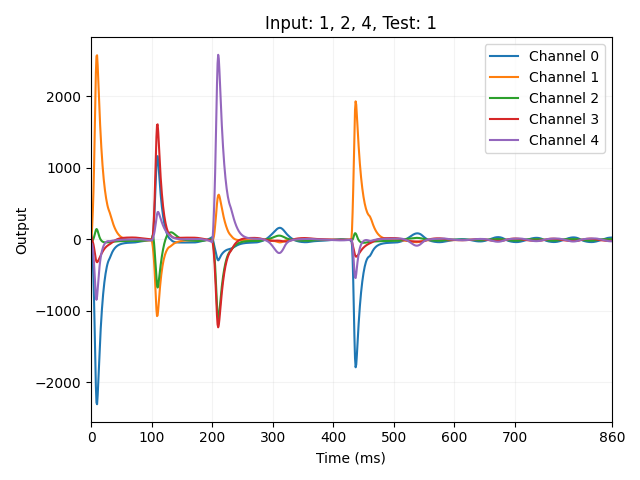 Input: 1, 2, 4, Test: 1
Channel 0
Channel 1
Channel 2
Channel 3
Channel 4
Output
2000
1000
0
−1000
−2000
0 100 200 300 400 500 600 700 860
Time (ms)